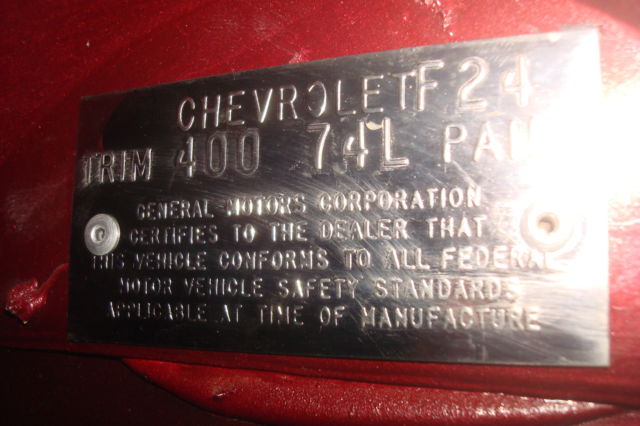 CHEVROLET F24
TRIM 400 74L
GENERAL MOTORS CORPORATION
CERTIFIES TO THE DEALER THAT
THIS VEHICLE CONFORMS TO ALL FEDERAL
MOTOR VEHICLE SAFETY STANDARDS
APPLICABLE AT TIME OF MANUFACTURE